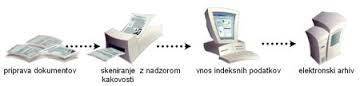 priprava dokumentov
skeniranje z nadzorom
kakovosti
vnos indeksnih podatkov
elektronski arhiv